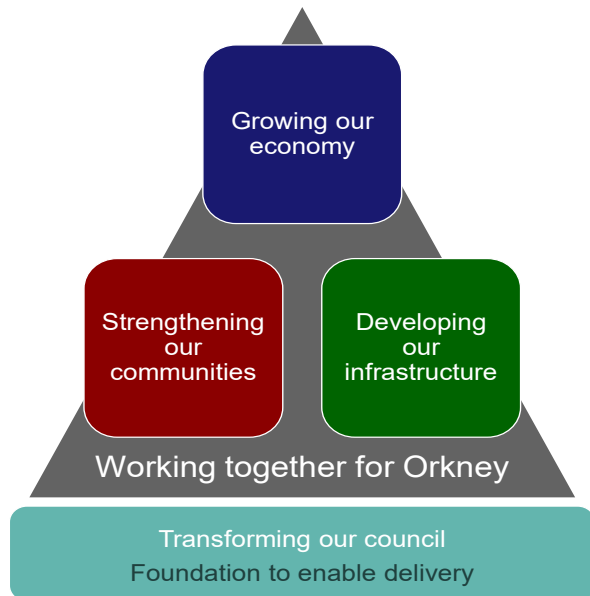 Growing our
economy
Strengthening
our
communities
Developing
our
infrastructure
Working together for Orkney
Transforming our council
Foundation to enable delivery